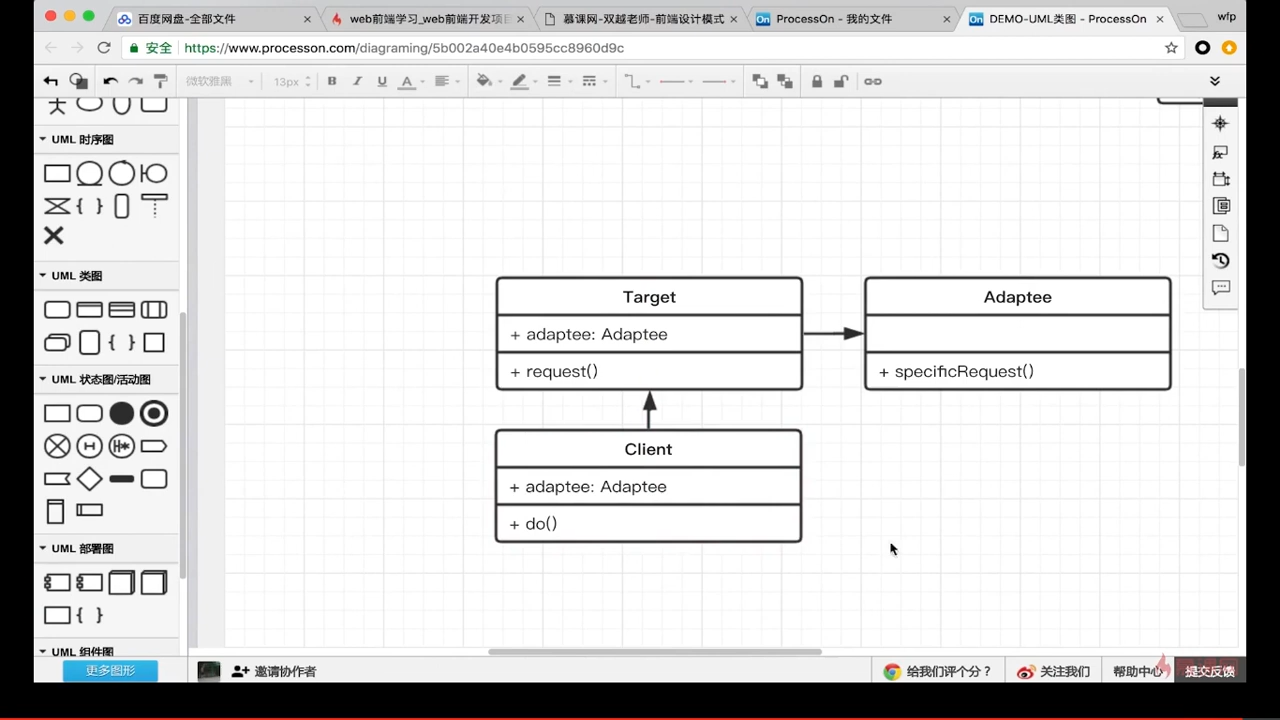 百度网盘-全部文件
web前端学习_web前端开发项目
慕课网-双越老师-前端设计模式
ProcessOn - 我的文件
DEMO-UML类图 - ProcessOn
wfp
安全
https://www.processon.com/diagraming/5b002a40e4b0595cc8960d9c
微软雅黑
13px
B I U A
UML 时序图
UML 类图
UML 状态图/活动图
UML 部署图
UML 组件图
更多图形
Target
+ adaptee: Adaptee
+ request()
Adaptee
+ specificRequest()
Client
+ adaptee: Adaptee
+ do()
邀请协作者
给我们评个分？
关注我们
帮助中心
提交反馈